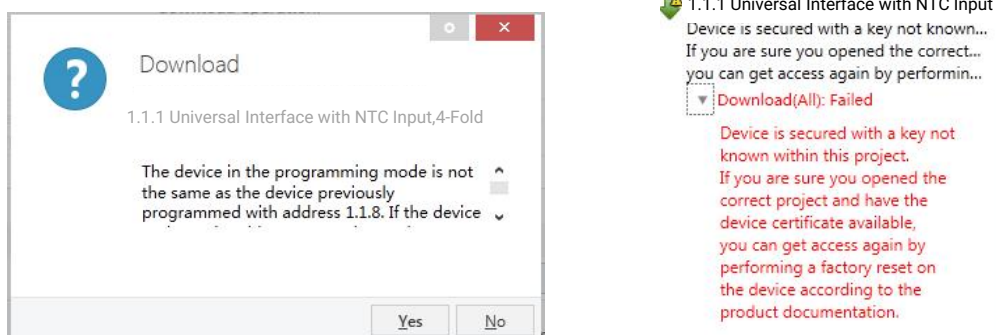 Download
1.1.1 Universal Interface with NTC Input,4-Fold
The device in the programming mode is not
the same as the device previously
programmed with address 1.1.8. If the device
Yes
No
1.1.1 Universal Interface with NTC Input
Device is secured with a key not known...
If you are sure you opened the correct...
you can get access again by performin...
Download(All): Failed
Device is secured with a key not
known within this project.
If you are sure you opened the
correct project and have the
device certificate available,
you can get access again by
performing a factory reset on
the device according to the
product documentation.